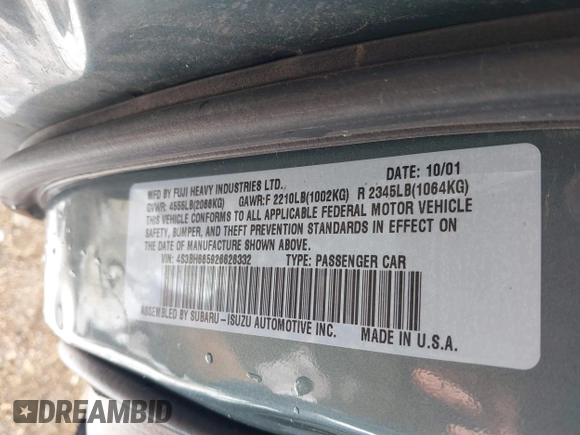 DATE: 10/01
MFD BY FUJI HEAVY INDUSTRIES LTD.
GVWR: GAWR:F 2210LB(1002KG) R 2345LB(1064KG)
THIS VEHICLE CONFORMS TO ALL APPLICABLE FEDERAL MOTOR VEHICLE
SAFETY, BUMPER, AND THEFT PREVENTION STANDARDS IN EFFECT ON
THE DATE OF MANUFACTURE SHOWN ABOVE.
VIN: TYPE: PASSENGER CAR
ASSEMBLED BY SUBARU-ISUZU AUTOMOTIVE INC. MADE IN U.S.A.
DREAMBID